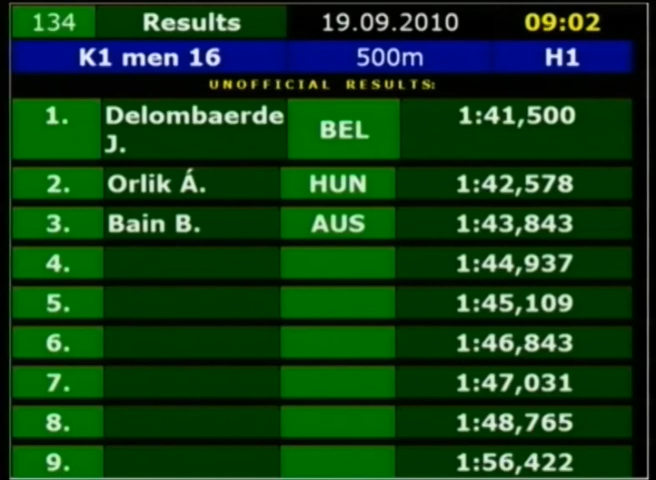 134 Results 19.09.2010 09:02
K1 men 16 500m H1
UNOFFICIAL RESULTS:
1. Delombaerde J. BEL 1:41,500
2. Orlik Á. HUN 1:42,578
3. Bain B. AUS 1:43,843
4. 1:44,937
5. 1:45,109
6. 1:46,843
7. 1:47,031
8. 1:48,765
9. 1:56,422